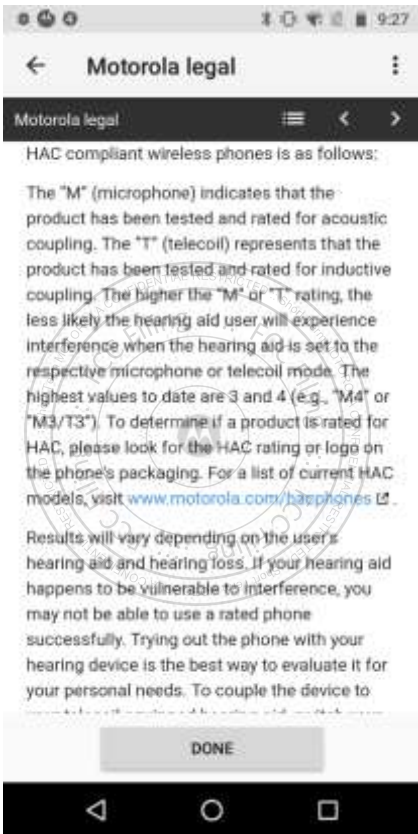 9:27
Motorola legal
Motorola legal
HAC compliant wireless phones is as follows:
The "M" (microphone) indicates that the
product has been tested and rated for acoustic
coupling. The "T" (telecoil) represents that the
product has been tested and rated for inductive
coupling. The higher the "M" or "T" rating, the
less likely the hearing aid user will experience
interference when the hearing aid is set to the
respective microphone or telecoil mode. The
highest values to date are 3 and 4 (e.g., "M4" or
"M3/T3"). To determine if a product is rated for
HAC, please look for the HAC rating or logo on
the phone's packaging. For a list of current HAC
models, visit www.motorola.com/hacphones.
Results will vary depending on the user's
hearing aid and hearing loss. If your hearing aid
happens to be vulnerable to interference, you
may not be able to use a rated phone
successfully. Trying out the phone with your
hearing device is the best way to evaluate it for
your personal needs. To couple the device to
DONE